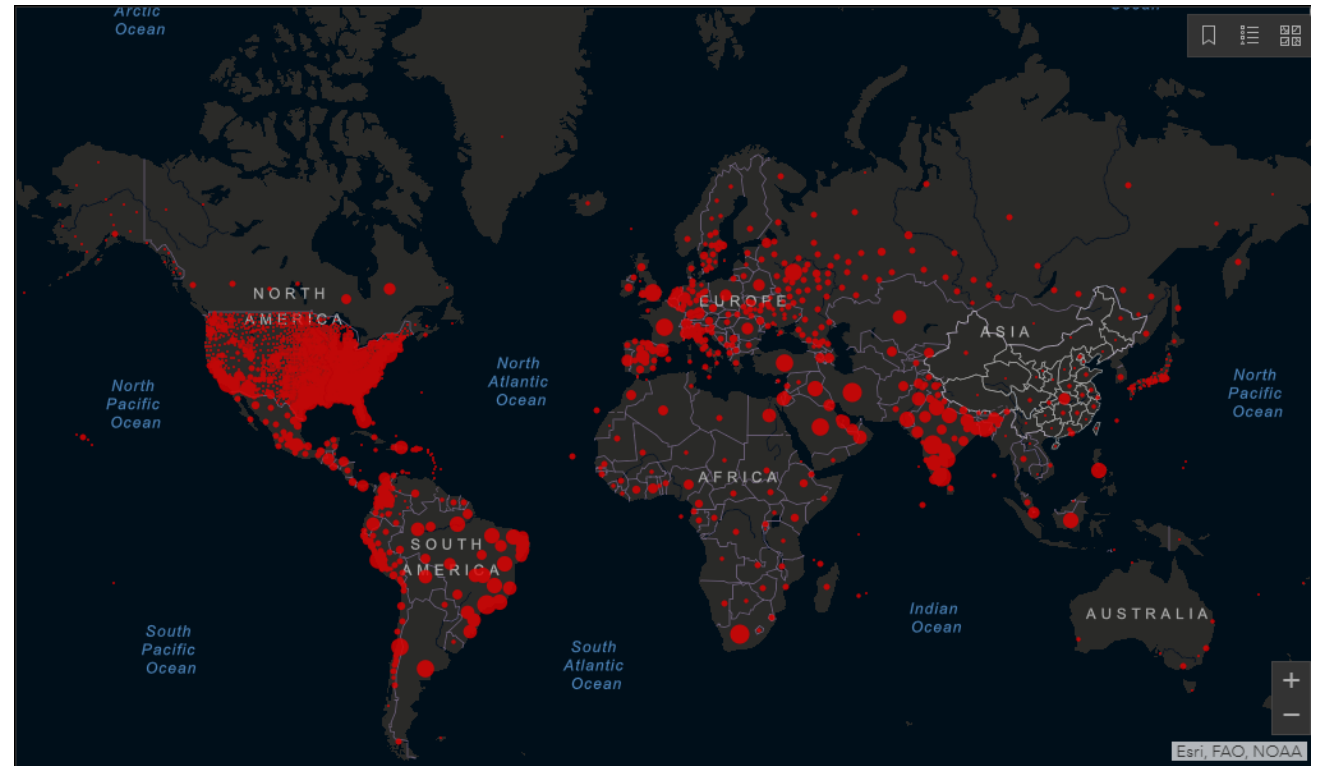 Arctic
Ocean
Ocean
NORTH
AMERICA
EUROPE
ASIA
North
Atlantic
Ocean
North
Pacific
Ocean
North
Pacific
Ocean
AFRICA
SOUTH
AMERICA
Indian
Ocean
AUSTRALIA
South
Pacific
Ocean
South
Atlantic
Ocean
+
−
Esri, FAO, NOAA